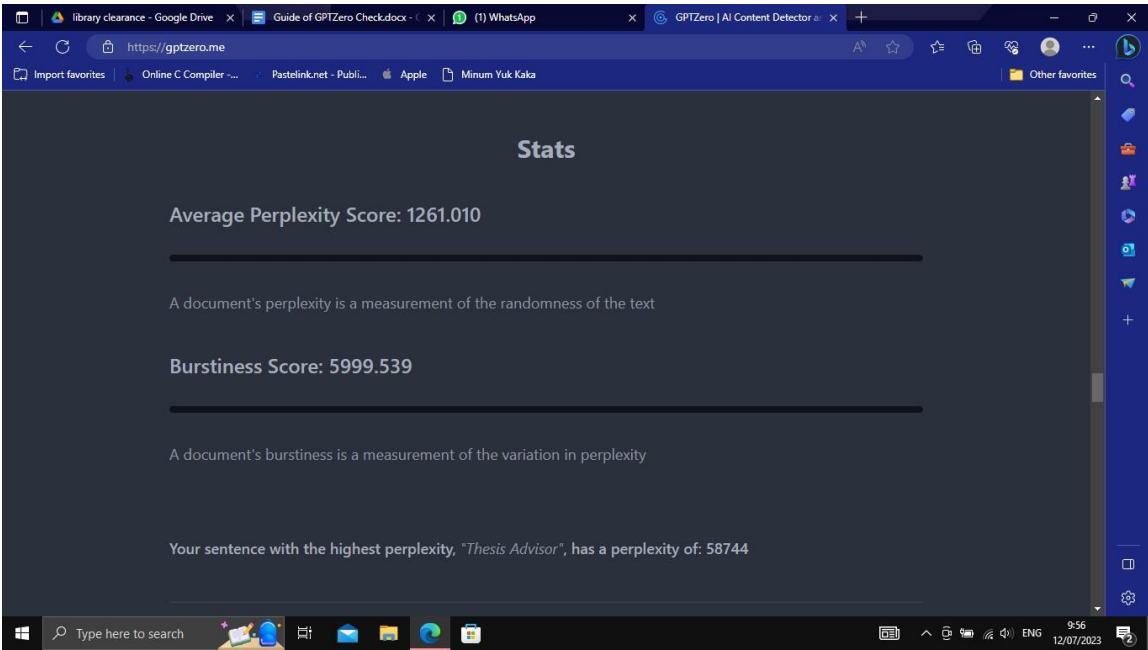 library clearance - Google Drive
Guide of GPTZero Check.docx -
(1) WhatsApp
GPTZero | AI Content Detector
https://gptzero.me
Import favorites
Online C Compiler -...
Pastelink.net - Publi...
Apple
Minum Yuk Kaka
Other favorites
Stats
Average Perplexity Score: 1261.010
A document's perplexity is a measurement of the randomness of the text
Burstiness Score: 5999.539
A document's burstiness is a measurement of the variation in perplexity
Your sentence with the highest perplexity, "Thesis Advisor", has a perplexity of: 58744
Type here to search
ENG
9:56
12/07/2023
2